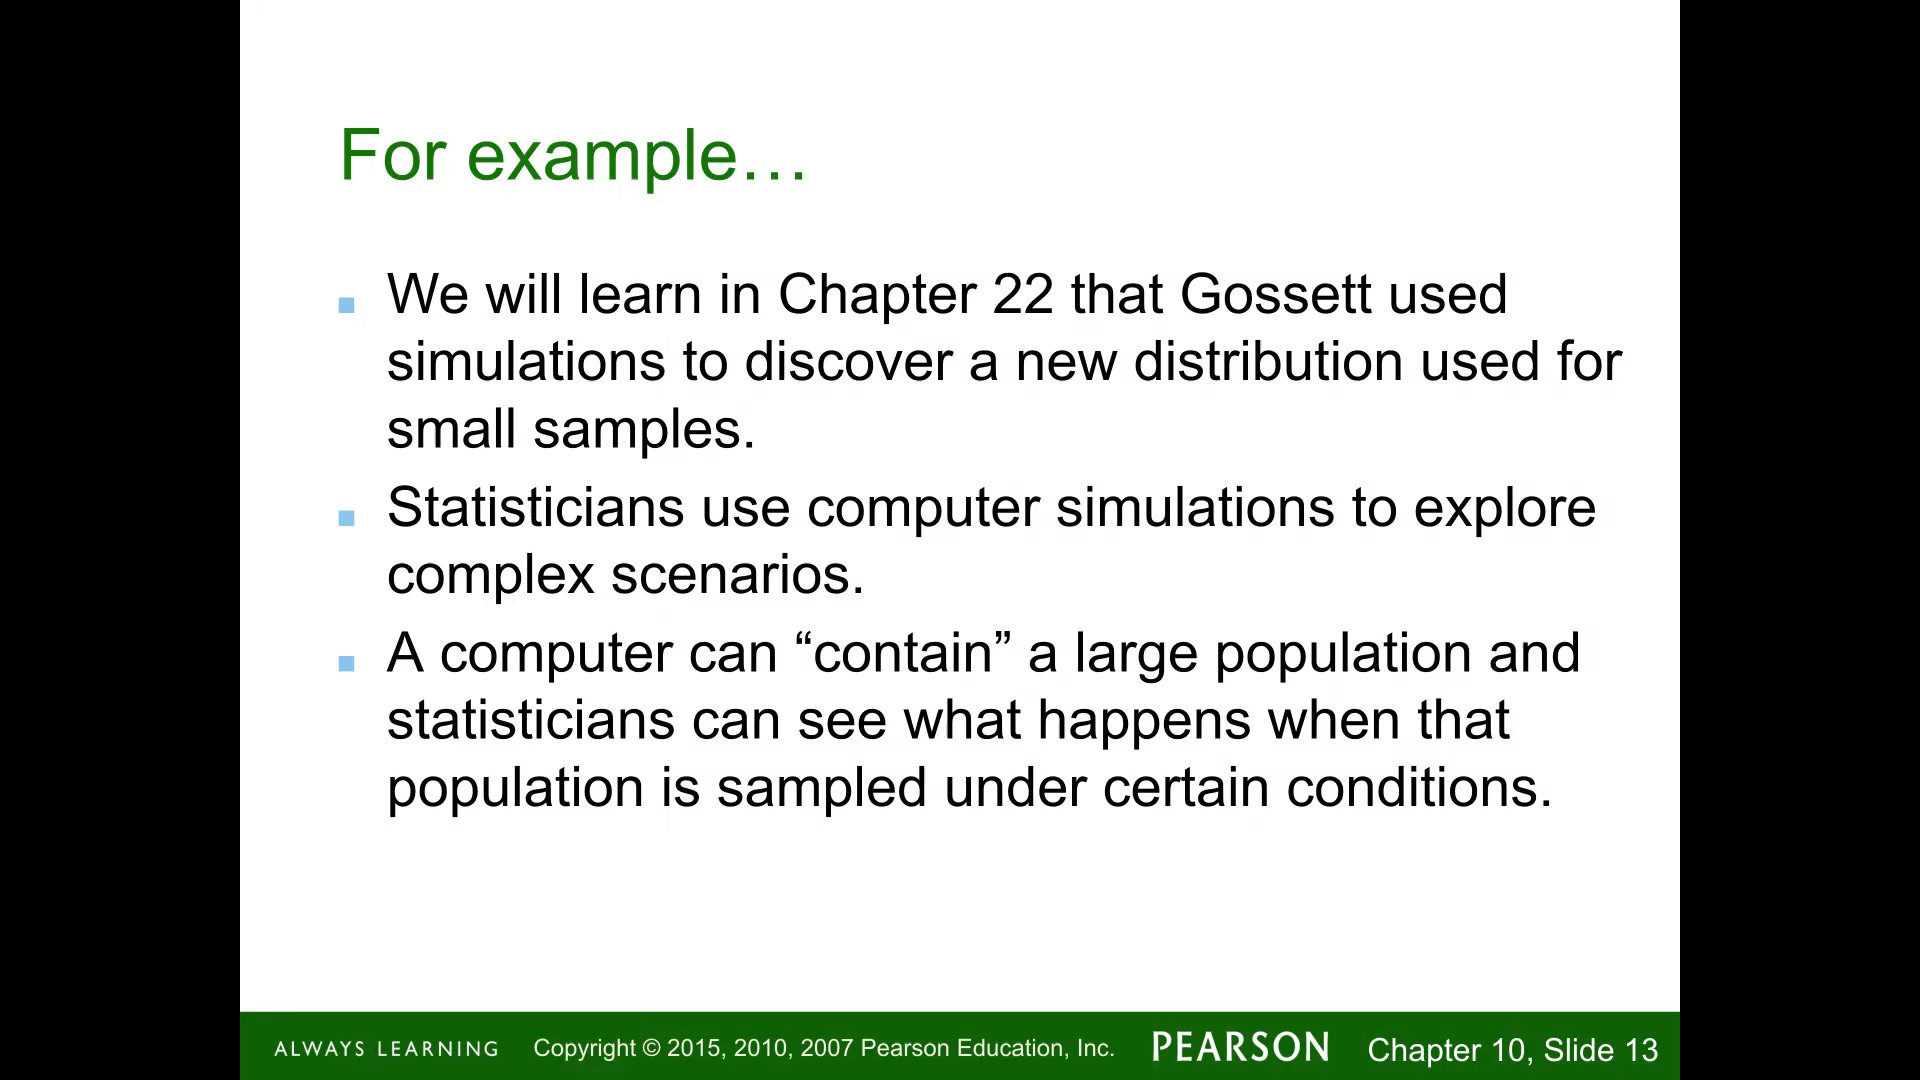 For example…
We will learn in Chapter 22 that Gossett used
simulations to discover a new distribution used for
small samples.
Statisticians use computer simulations to explore
complex scenarios.
A computer can “contain” a large population and
statisticians can see what happens when that
population is sampled under certain conditions.
ALWAYS LEARNING Copyright © 2015, 2010, 2007 Pearson Education, Inc. PEARSON Chapter 10, Slide 13